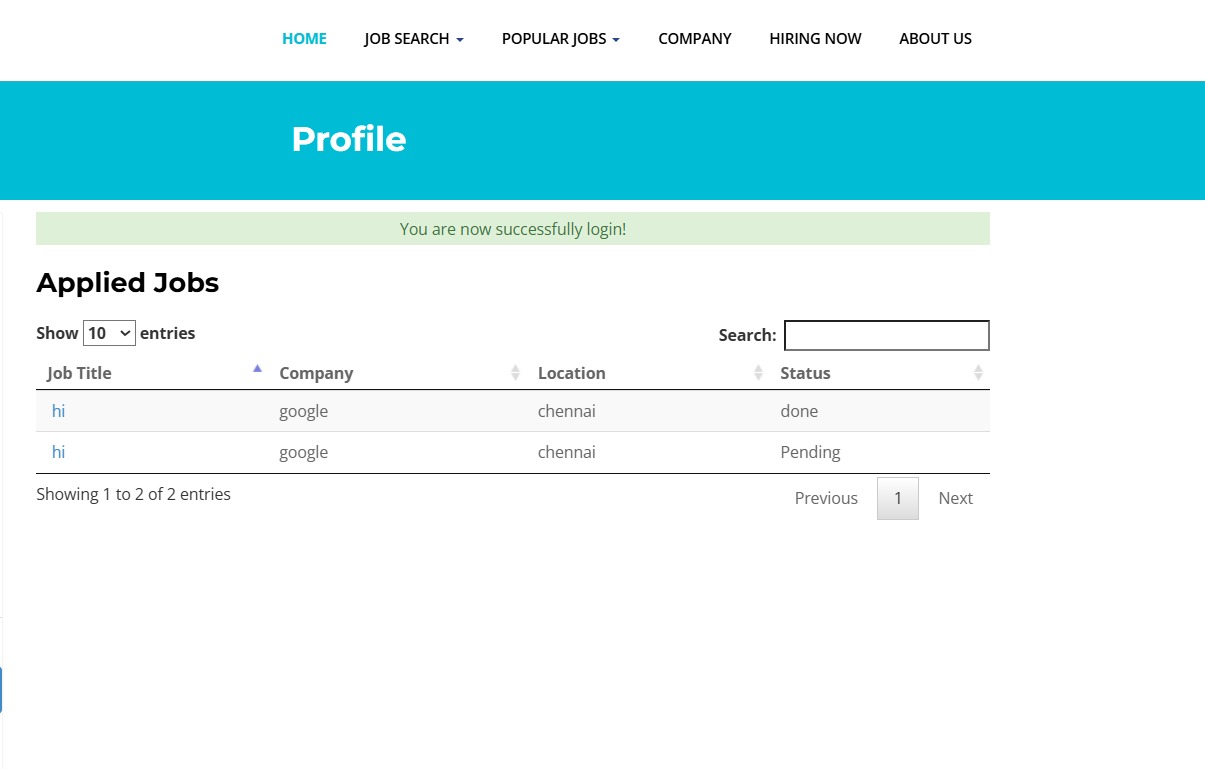 HOME JOB SEARCH POPULAR JOBS COMPANY HIRING NOW ABOUT US
Profile
You are now successfully login!
Applied Jobs
Show 10 entries Search:
Job Title Company Location Status
hi google chennai done
hi google chennai Pending
Showing 1 to 2 of 2 entries Previous 1 Next